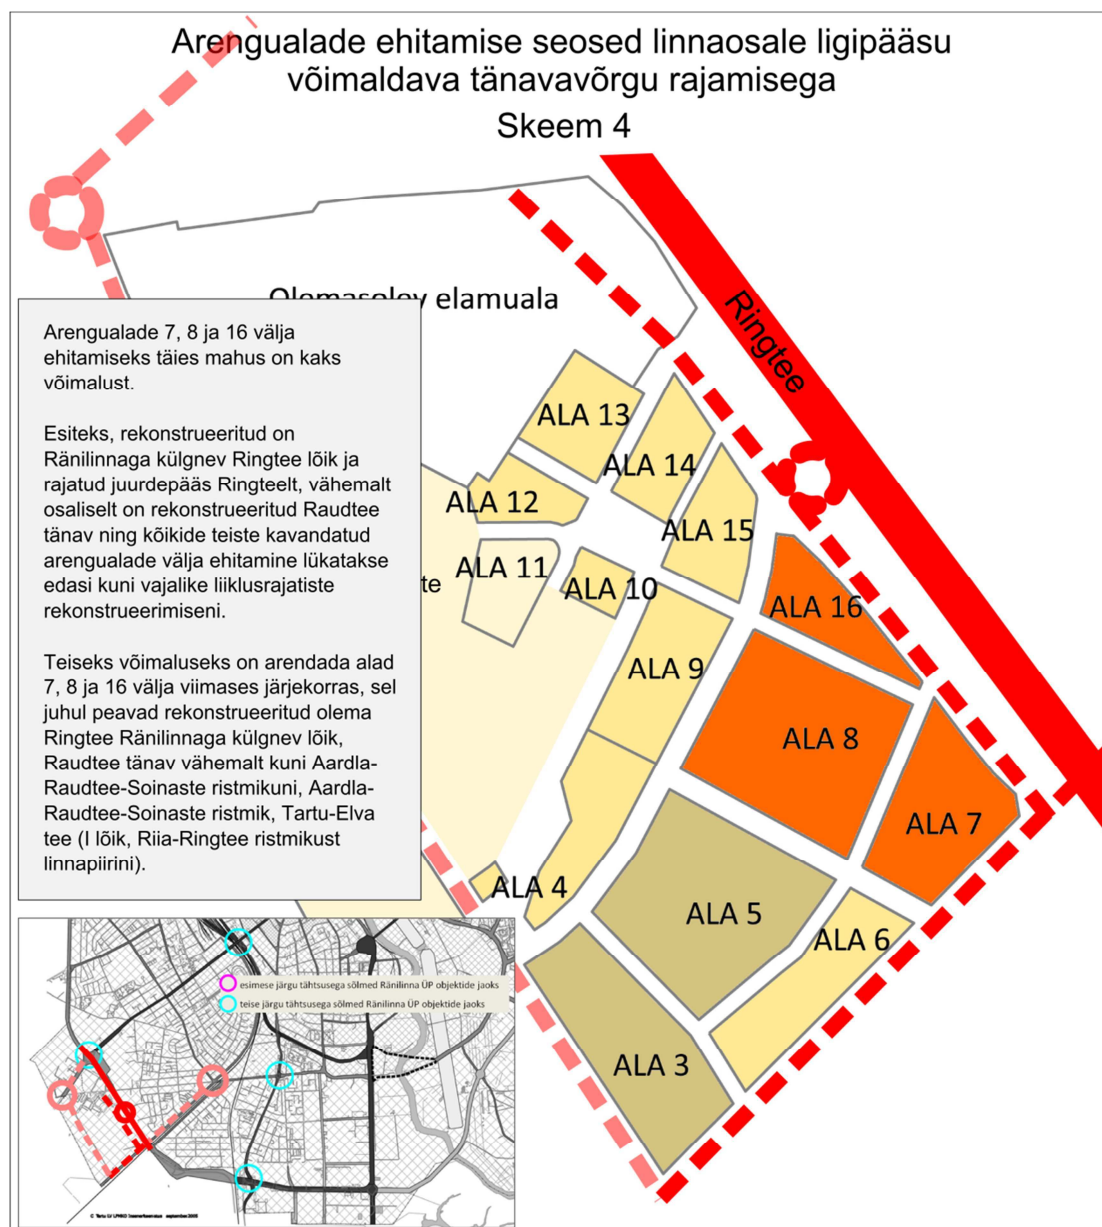 Arengualade ehitamise seosed linnaosale ligipääsu
võimaldava tänavavõrgu rajamisega
Skeem 4
Ringtee
Olemasolev elamuala
Arengualade 7, 8 ja 16 välja
ehitamiseks täies mahus on kaks
võimalust.
Esiteks, rekonstrueeritud on
Ränilinnaga külgnev Ringtee lõik ja
rajatud juurdepääs Ringteelt, vähemalt
osaliselt on rekonstrueeritud Raudtee
tänav ning kõikide teiste kavandatud
arengualade välja ehitamine lükatakse
edasi kuni vajalike liiklusrajatiste
rekonstrueerimiseni.
Teiseks võimaluseks on arendada alad
7, 8 ja 16 välja viimases järjekorras, sel
juhul peavad rekonstrueeritud olema
Ringtee Ränilinnaga külgnev lõik,
Raudtee tänav vähemalt kuni Aardla-
Raudtee-Soinaste ristmikuni, Aardla-
Raudtee-Soinaste ristmik, Tartu-Elva
tee (I lõik, Riia-Ringtee ristmikust
linnapiirini).
te
ALA 13
ALA 14
ALA 12
ALA 15
ALA 11
ALA 10
ALA 16
ALA 9
ALA 8
ALA 7
ALA 4
ALA 5
ALA 6
ALA 3
esimese järgu tähtsusega sõlmed Ränilinna ÜP objektide jaoks
teise järgu tähtsusega sõlmed Ränilinna ÜP objektide jaoks